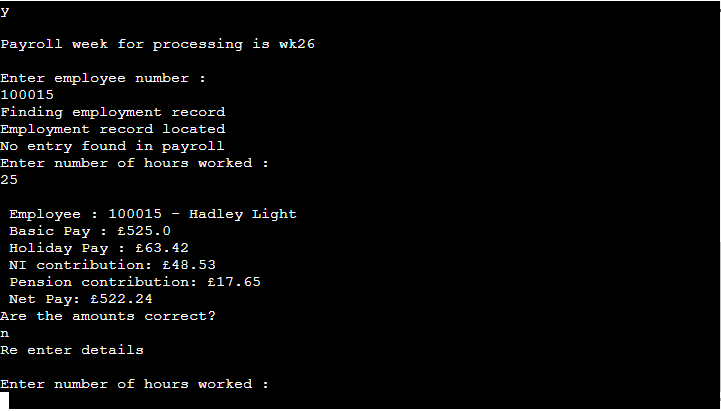 y
Payroll week for processing is wk26
Enter employee number :
100015
Finding employment record
Employment record located
No entry found in payroll
Enter number of hours worked :
25
Employee : 100015 - Hadley Light
Basic Pay : £525.0
Holiday Pay : £63.42
NI contribution: £48.53
Pension contribution: £17.65
Net Pay: £522.24
Are the amounts correct?
n
Re enter details
Enter number of hours worked :